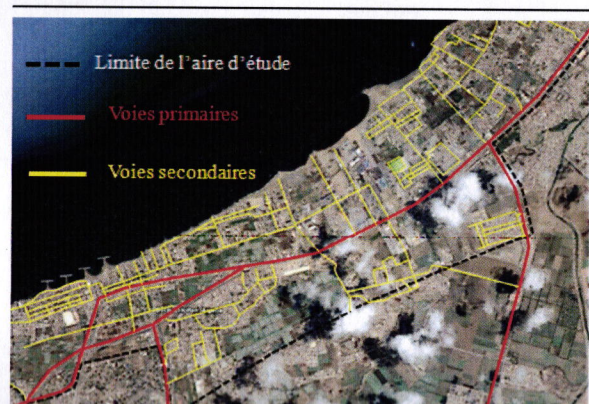 Limite de l'aire d'étude
Voies primaires
Voies secondaires